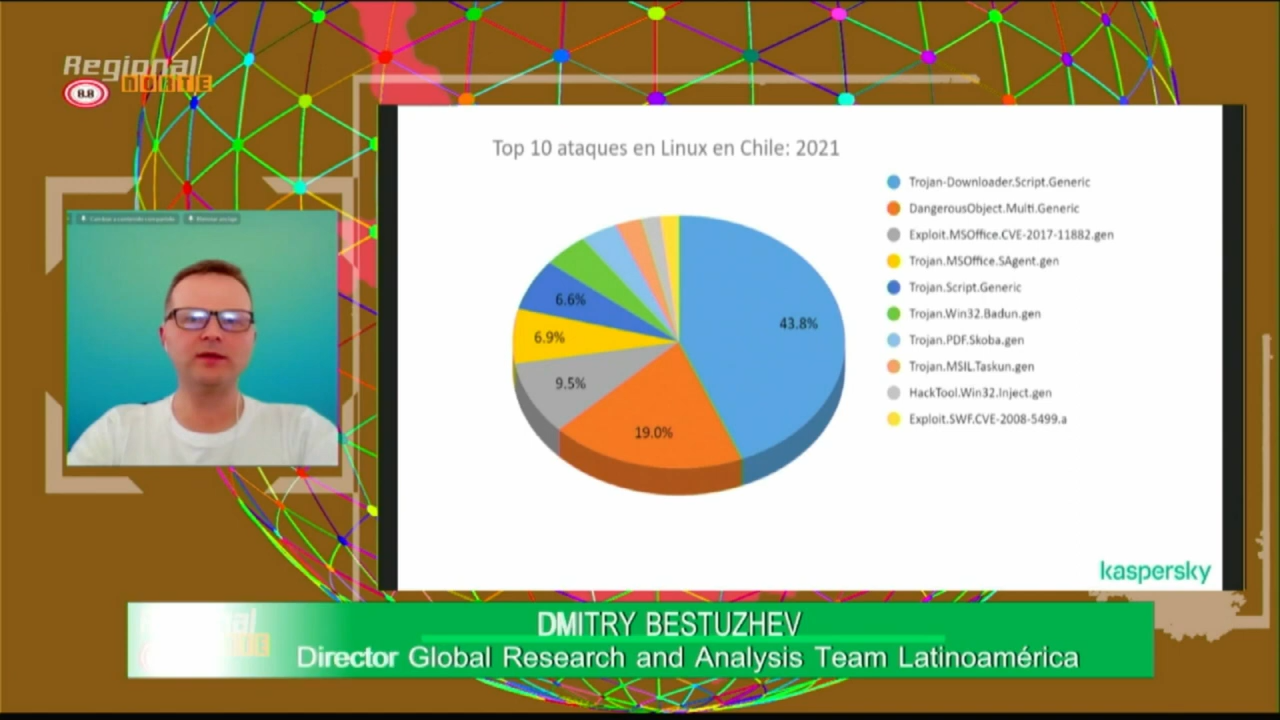 Regional
NORTE
8.8
Top 10 ataques en Linux en Chile: 2021
Trojan-Downloader.Script.Generic
DangerousObject.Multi.Generic
Exploit.MSOffice.CVE-2017-11882.gen
Trojan.MSOffice.SAgent.gen
Trojan.Script.Generic
Trojan.Win32.Badun.gen
Trojan.PDF.Skoba.gen
Trojan.MSIL.Taskun.gen
HackTool.Win32.Inject.gen
Exploit.SWF.CVE-2008-5499.a
43.8%
19.0%
9.5%
6.9%
6.6%
kaspersky
DMITRY BESTUZHEV
Director Global Research and Analysis Team Latinoamérica